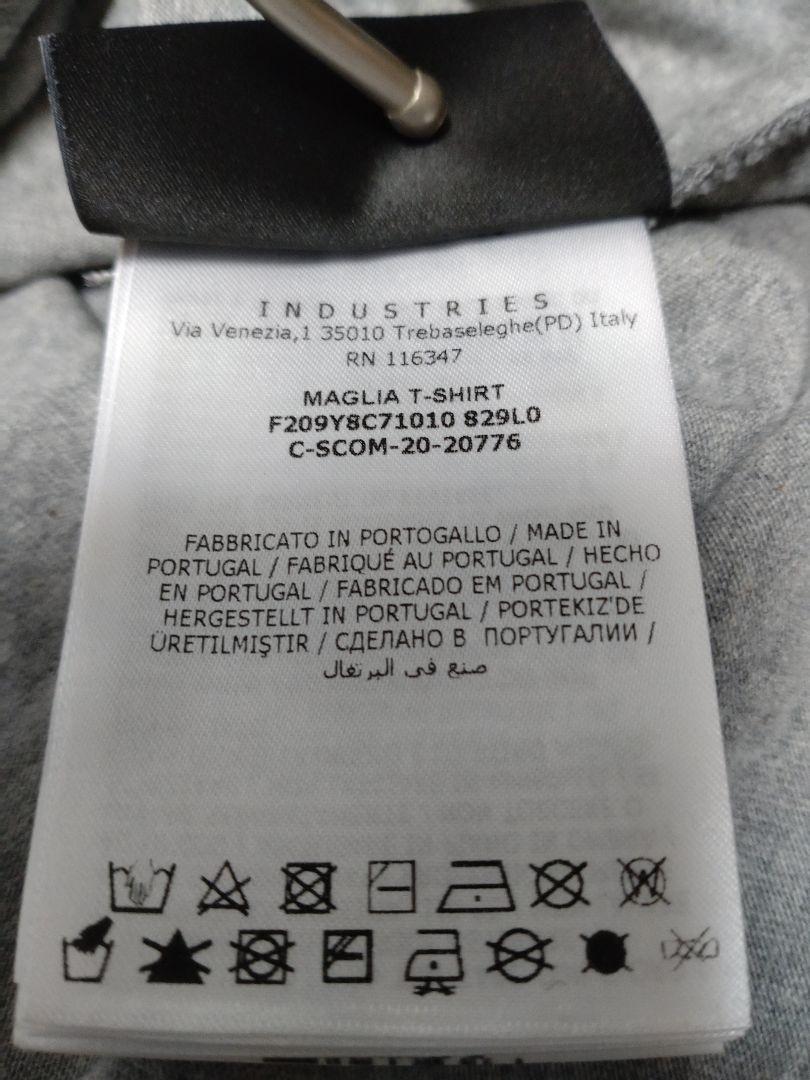 INDUSTRIES
Via Venezia,1 35010 Trebaseleghe(PD) Italy
RN 116347
MAGLIA T-SHIRT
F209Y8C71010 829L0
C-SCOM-20-20776
FABBRICATO IN PORTOGALLO / MADE IN
PORTUGAL / FABRIQUÉ AU PORTUGAL / HECHO
EN PORTUGAL / FABRICADO EM PORTUGAL /
HERGESTELLT IN PORTUGAL / PORTEKIZ'DE
ÜRETILMIŞTIR / СДЕЛАНО В ПОРТУГАЛИИ /
صنع في البرتغال